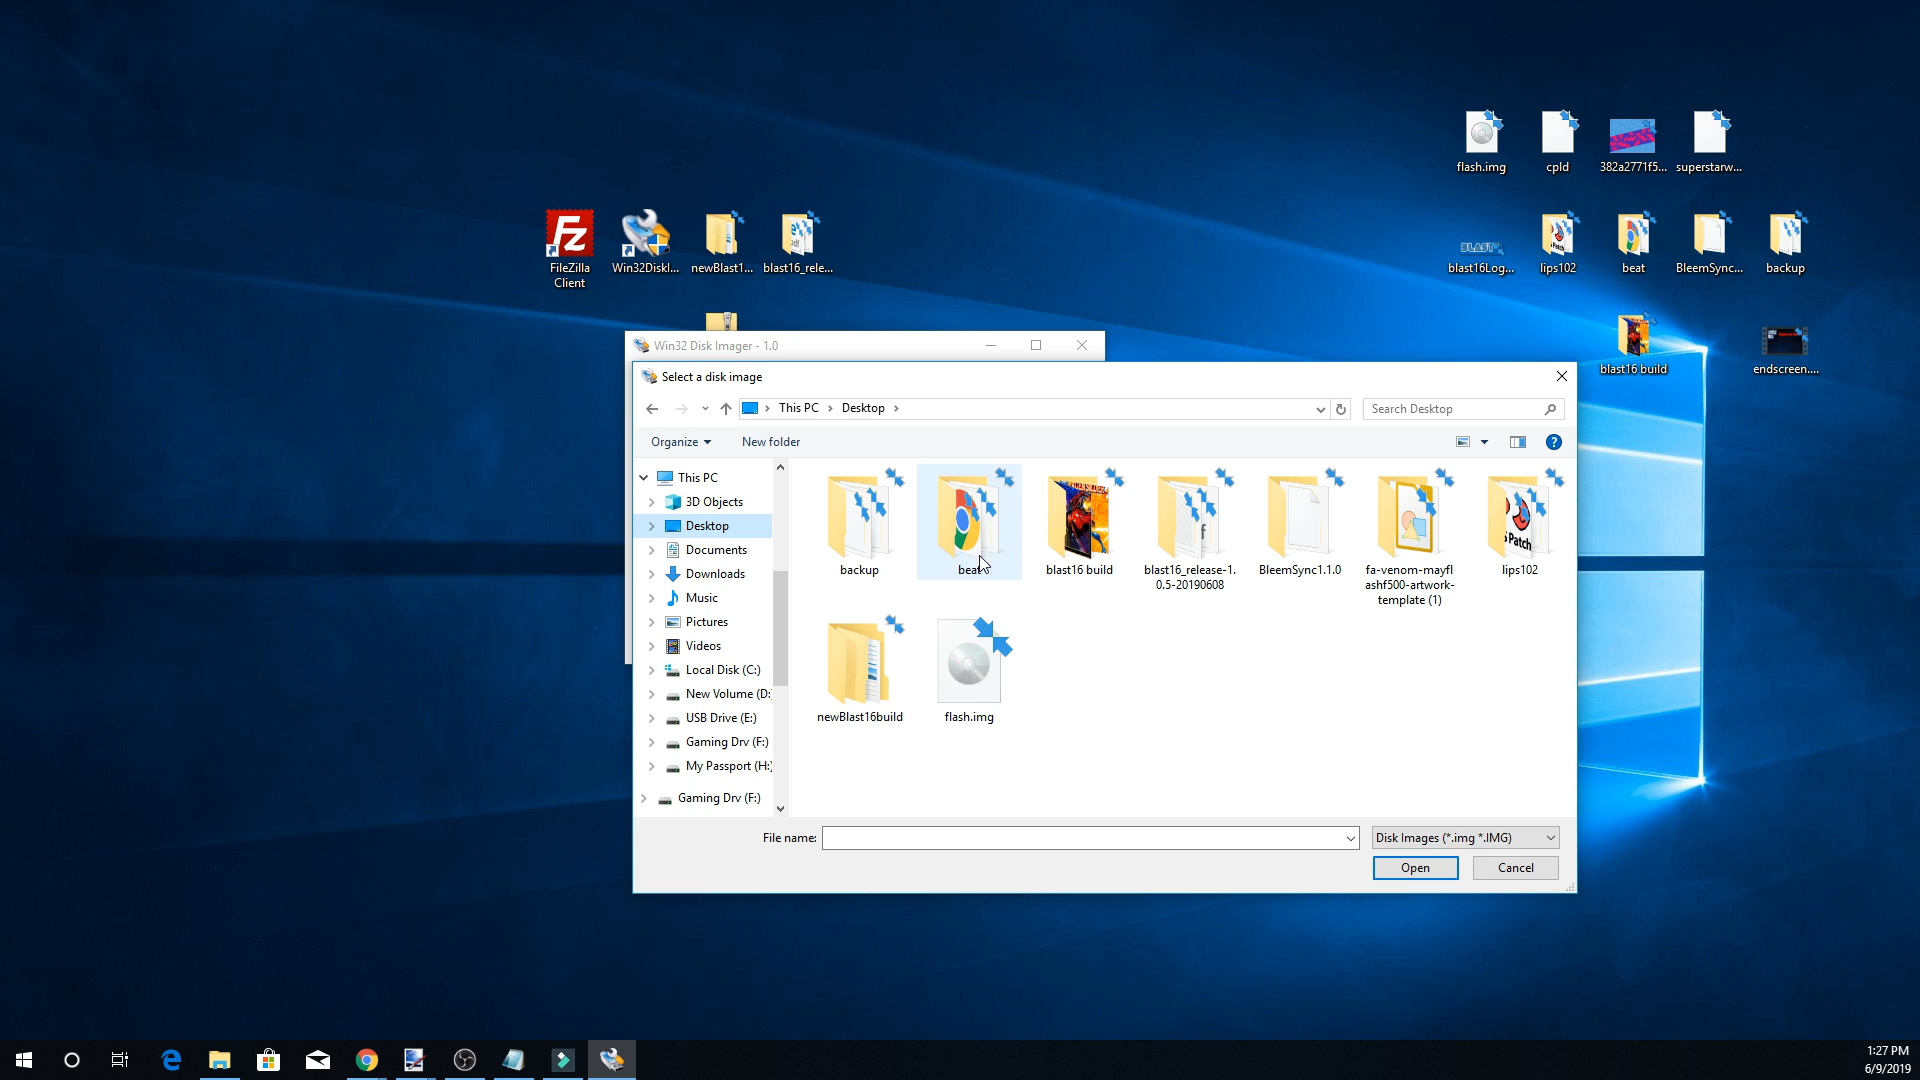 flash.img
cpld
382a2771f5...
superstarw...
FileZilla
Client
Win32DiskI...
newBlast1...
blast16_rele...
BLAST
blast16Log...
lips102
beat
BleemSync...
backup
blast16 build
endscreen....
Win32 Disk Imager - 1.0
Select a disk image
This PC
Desktop
Search Desktop
Organize
New folder
This PC
3D Objects
Desktop
Documents
Downloads
Music
Pictures
Videos
Local Disk (C:)
New Volume (D:
USB Drive (E:)
Gaming Drv (F:)
My Passport (H:
Gaming Drv (F:)
backup
beat
blast16 build
blast16_release-1.
0.5-20190608
BleemSync1.1.0
fa-venom-mayfl
ashf500-artwork-
template (1)
lips102
newBlast16build
flash.img
File name:
Disk Images (*.img *.IMG)
Open
Cancel
1:27 PM
6/9/2019